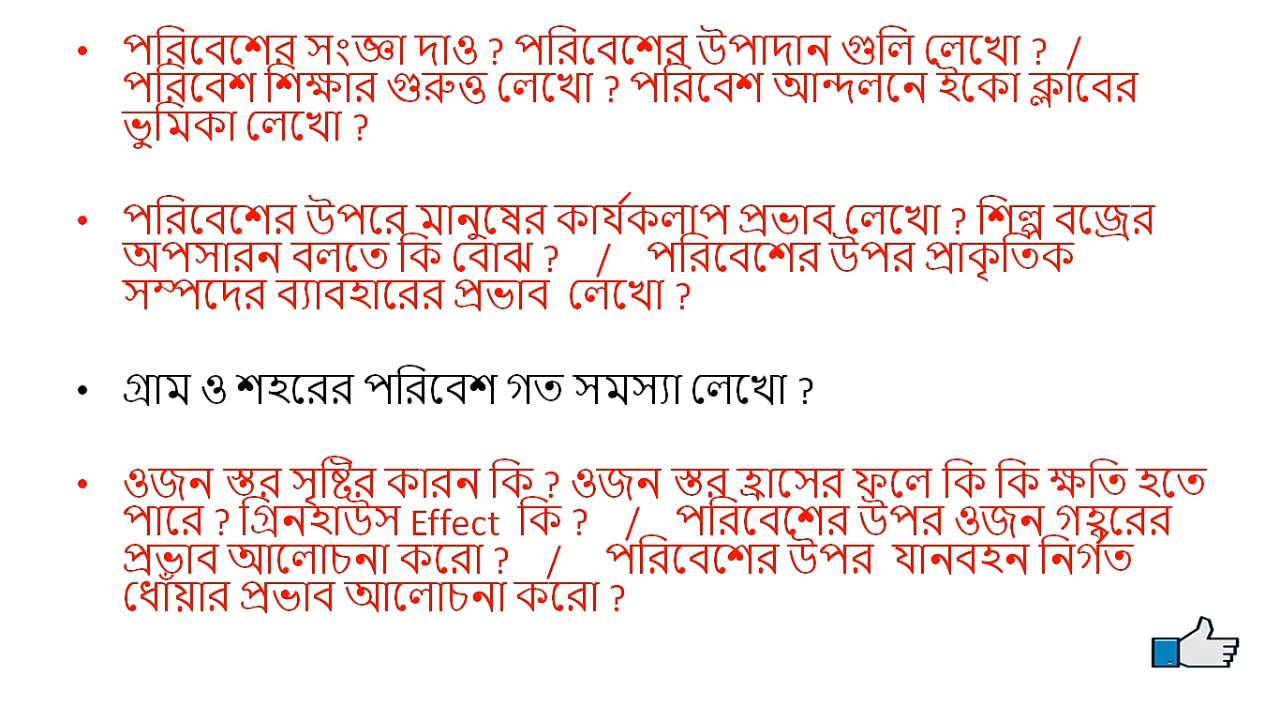 • পরিবেশের সংজ্ঞা দাও ? পরিবেশের উপাদান গুলি লেখো ? /
পরিবেশ শিক্ষার গুরুত্ত লেখো ? পরিবেশ আন্দলনে ইকো ক্লাবের
ভুমিকা লেখো ?
• পরিবেশের উপরে মানুষের কার্যকলাপ প্রভাব লেখো ? শিল্প বজ্রের
অপসারন বলতে কি বোঝ ? / পরিবেশের উপর প্রাকৃতিক
সম্পদের ব্যাবহারের প্রভাব লেখো ?
• গ্রাম ও শহরের পরিবেশ গত সমস্যা লেখো ?
• ওজন স্তর সৃষ্টির কারন কি ? ওজন স্তর হ্রাসের ফলে কি কি ক্ষতি হতে
পারে ? গ্রিনহাউস Effect কি ? / পরিবেশের উপর ওজন গহ্বরের
প্রভাব আলোচনা করো ? / পরিবেশের উপর যানবহন নির্গত
ধোঁয়ার প্রভাব আলোচনা করো ?